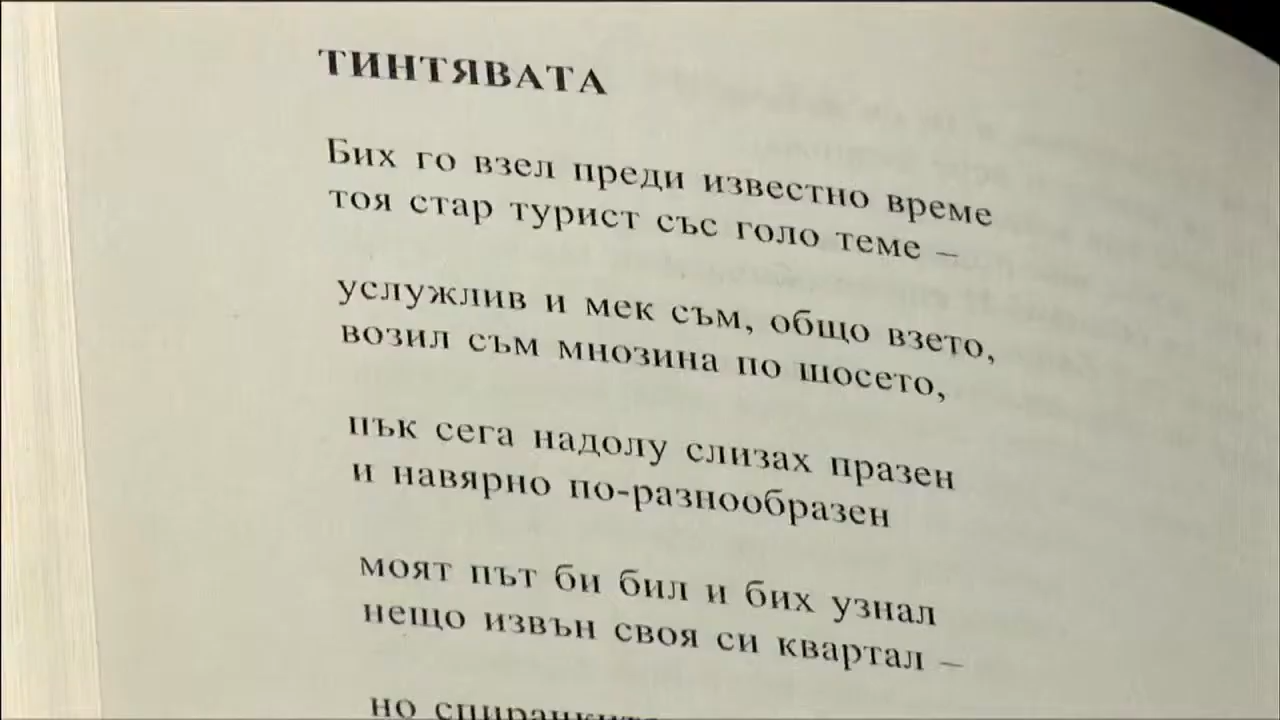 ТИНТЯВАТА
Бих го взел преди известно време
тоя стар турист със голо теме –
услужлив и мек съм, общо взето,
возил съм мнозина по шосето,
пък сега надолу слизах празен
и навярно по-разнообразен
моят път би бил и бих узнал
нещо извън своя си квартал –
но